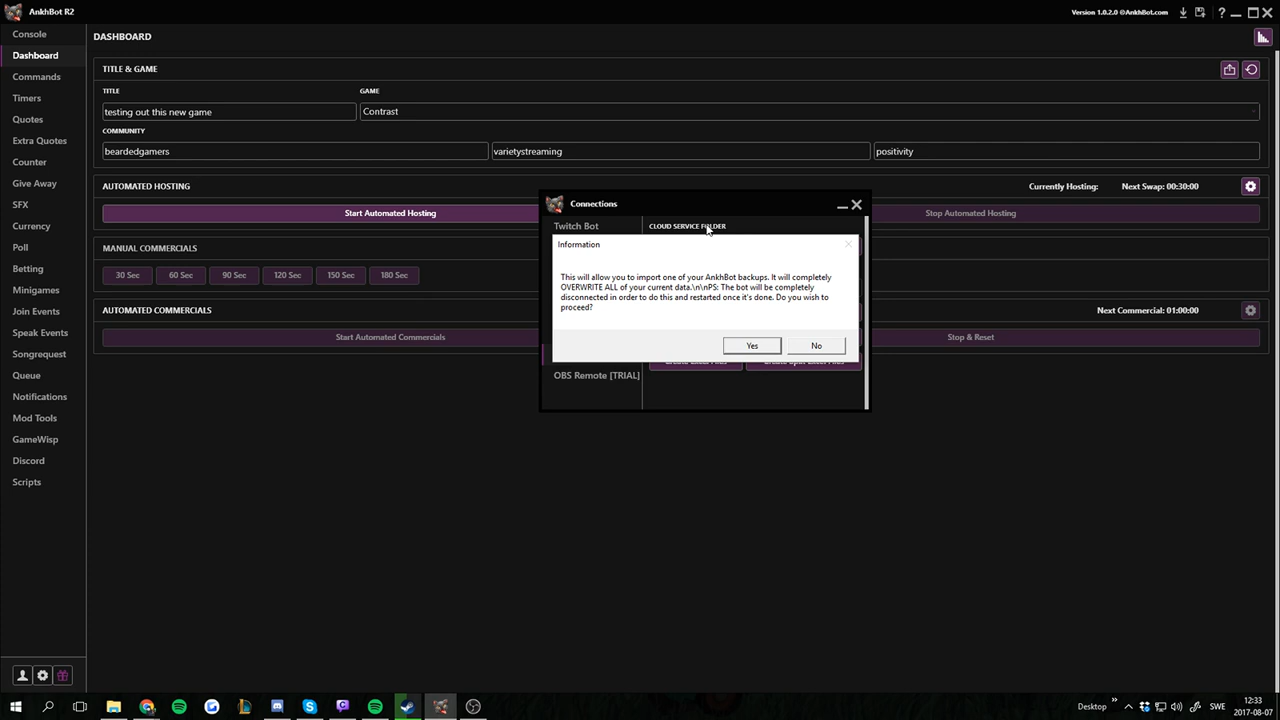 AnkhBot R2
Version 1.0.2.0 @AnkhBot.com
?
Console
Dashboard
Commands
Timers
Quotes
Extra Quotes
Counter
Give Away
SFX
Currency
Poll
Betting
Minigames
Join Events
Speak Events
Songrequest
Queue
Notifications
Mod Tools
GameWisp
Discord
Scripts
DASHBOARD
TITLE & GAME
TITLE
GAME
testing out this new game
Contrast
COMMUNITY
beardedgamers
varietystreaming
positivity
AUTOMATED HOSTING
Currently Hosting:
Next Swap: 00:30:00
Start Automated Hosting
Stop Automated Hosting
MANUAL COMMERCIALS
30 Sec
60 Sec
90 Sec
120 Sec
150 Sec
180 Sec
AUTOMATED COMMERCIALS
Next Commercial: 01:00:00
Start Automated Commercials
Stop & Reset
Connections
Twitch Bot
CLOUD SERVICE FOLDER
Information
This will allow you to import one of your AnkhBot backups. It will completely
OVERWRITE ALL of your current data.\n\nPS: The bot will be completely
disconnected in order to do this and restarted once it's done. Do you wish to
proceed?
Yes
No
OBS Remote [TRIAL]
Desktop
SWE
12:33
2017-08-07